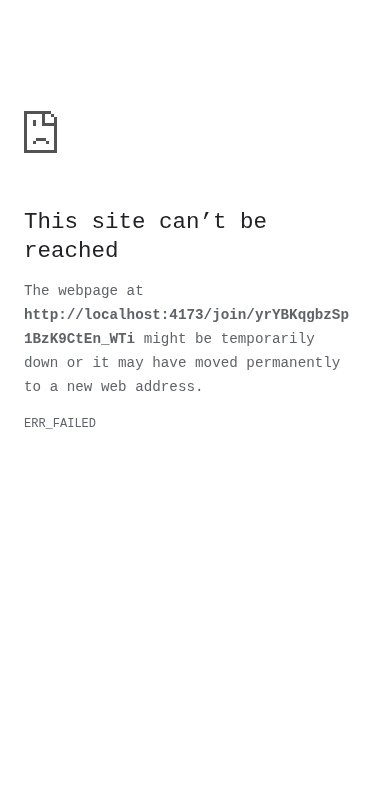 This site can’t be
reached
The webpage at
http://localhost:4173/join/yrYBKqgbzSp
1BzK9CtEn_WTi might be temporarily
down or it may have moved permanently
to a new web address.
ERR_FAILED